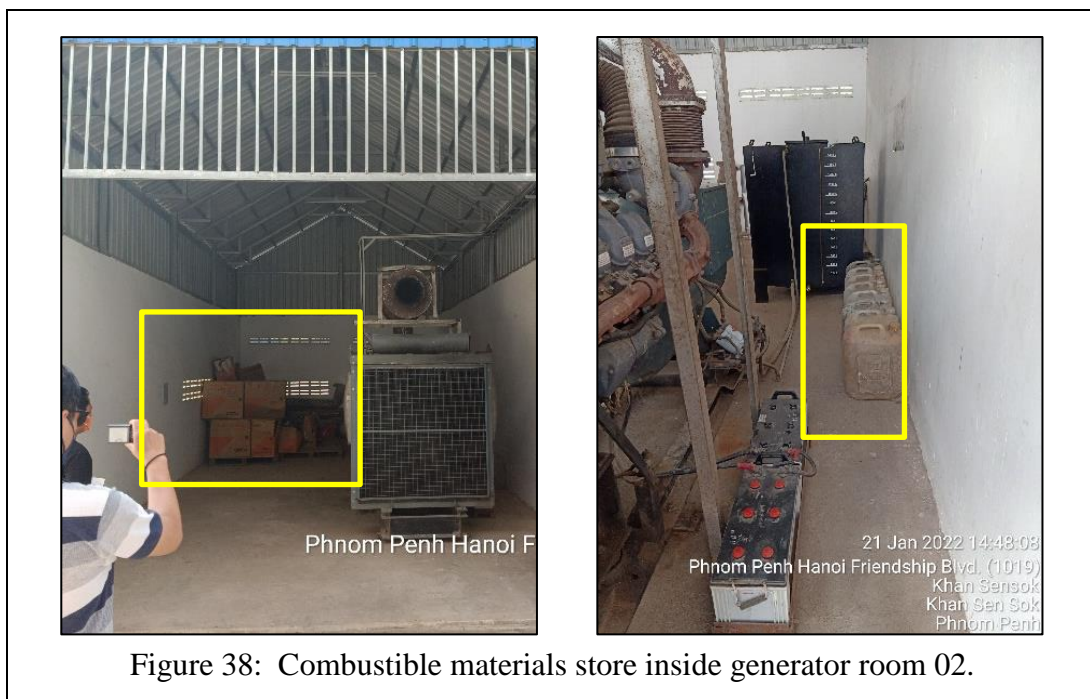 Phnom Penh Hanoi F
21 Jan 2022 14:48:08
Phnom Penh Hanoi Friendship Blvd. (1019)
Khan Sensok
Khan Sen Sok
Phnom Penh
Figure 38: Combustible materials store inside generator room 02.